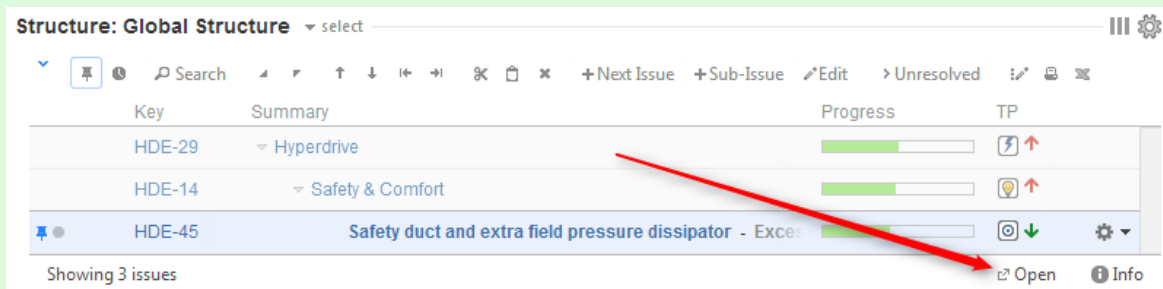 Structure: Global Structure select
Search +Next Issue +Sub-Issue Edit >Unresolved
Key Summary Progress TP
HDE-29 Hyperdrive
HDE-14 Safety & Comfort
HDE-45 Safety duct and extra field pressure dissipator - Exces
Showing 3 issues Open Info